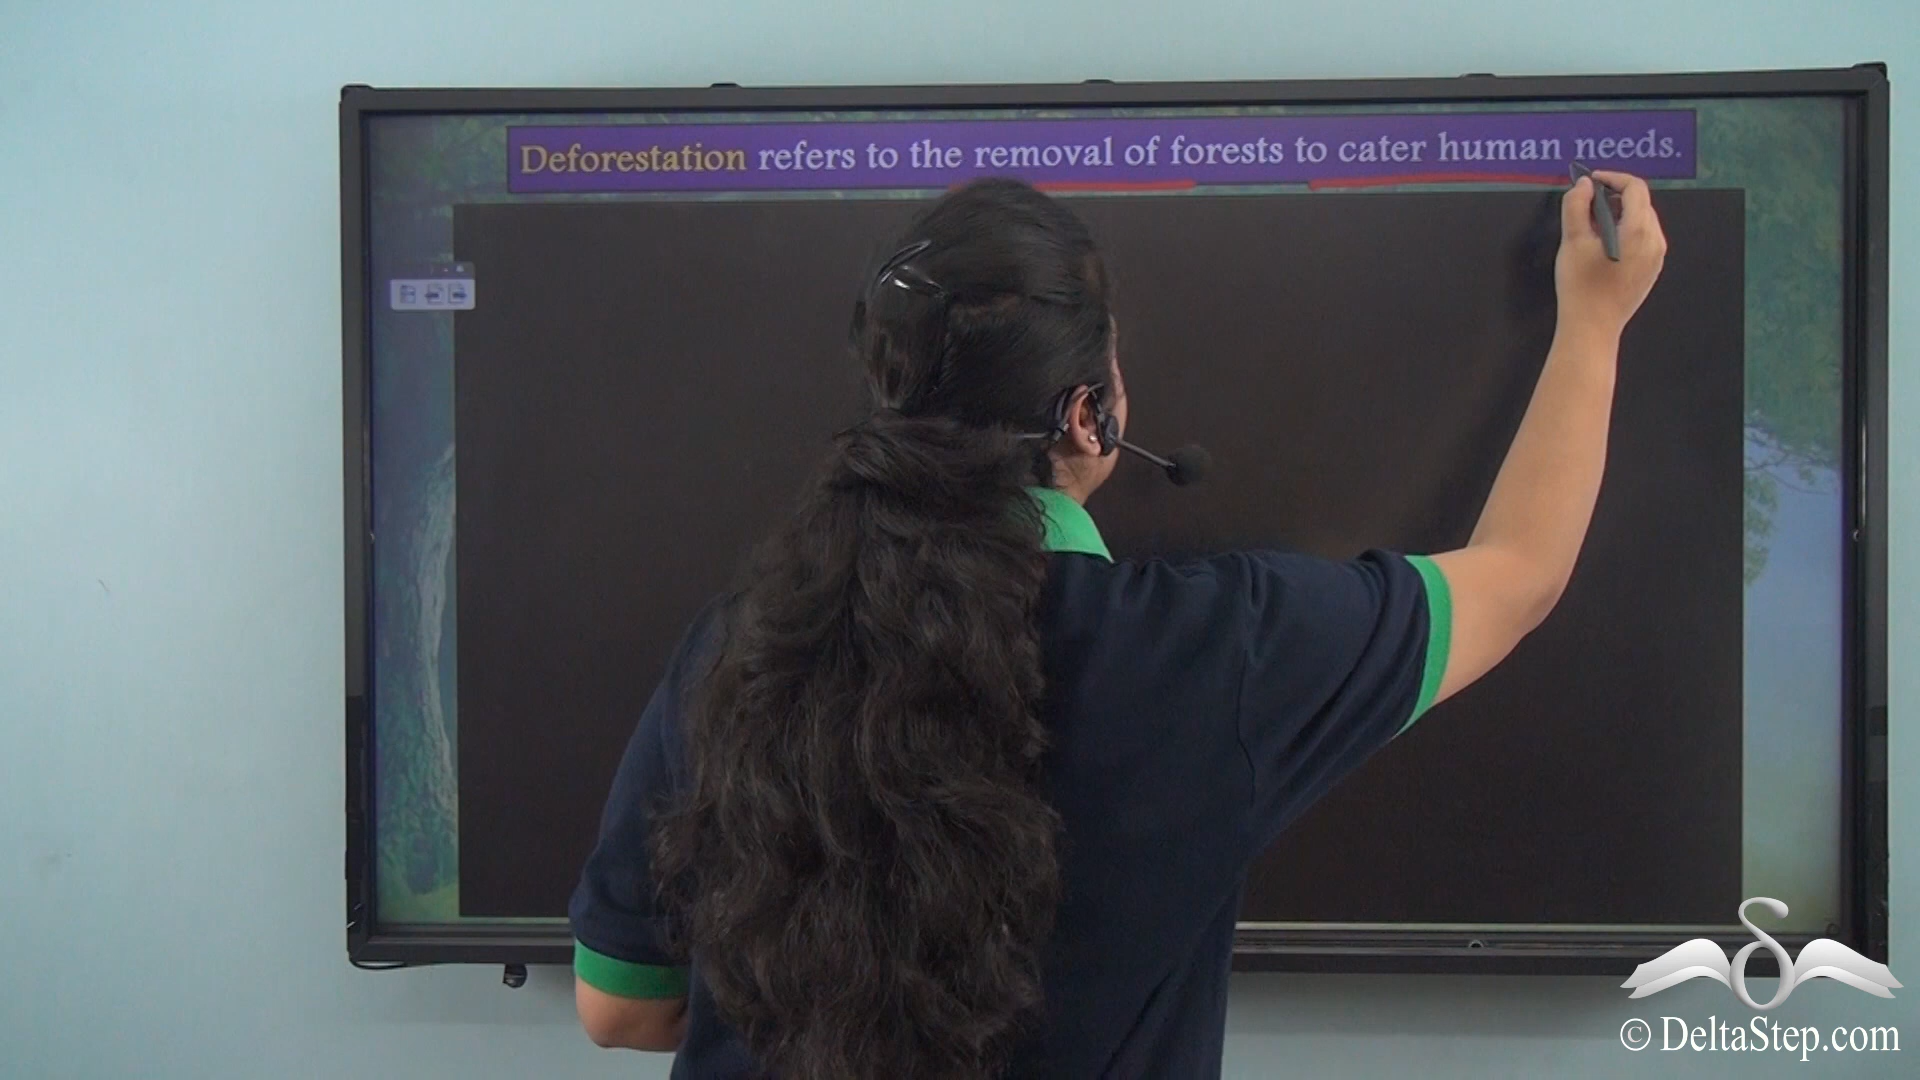 Deforestation refers to the removal of forests to cater human needs.
© DeltaStep.com